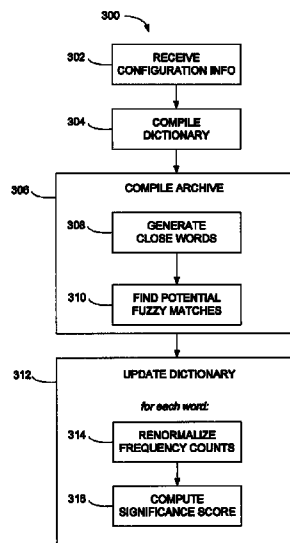 300
302
RECEIVE
CONFIGURATION INFO
304
COMPILE
DICTIONARY
306
COMPILE ARCHIVE
308
GENERATE
CLOSE WORDS
310
FIND POTENTIAL
FUZZY MATCHES
312
UPDATE DICTIONARY
for each word:
314
RENORMALIZE
FREQUENCY COUNTS
316
COMPUTE
SIGNIFICANCE SCORE